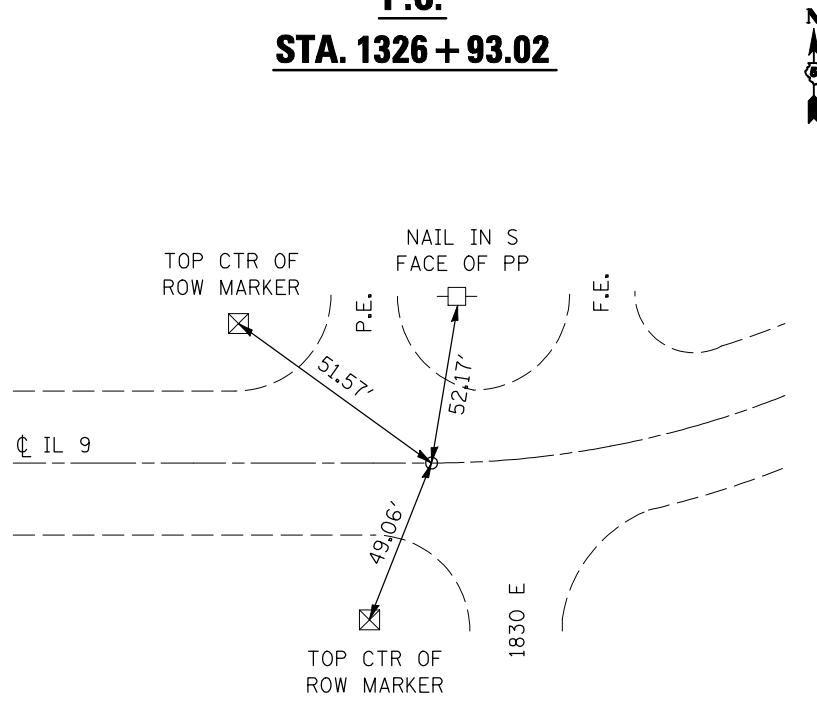 P.C.
STA. 1326 + 93.02
N
NAIL IN S
FACE OF PP
TOP CTR OF
ROW MARKER
P.E.
F.E.
51.57'
52.17'
℄ IL 9
49.06'
1830 E
TOP CTR OF
ROW MARKER